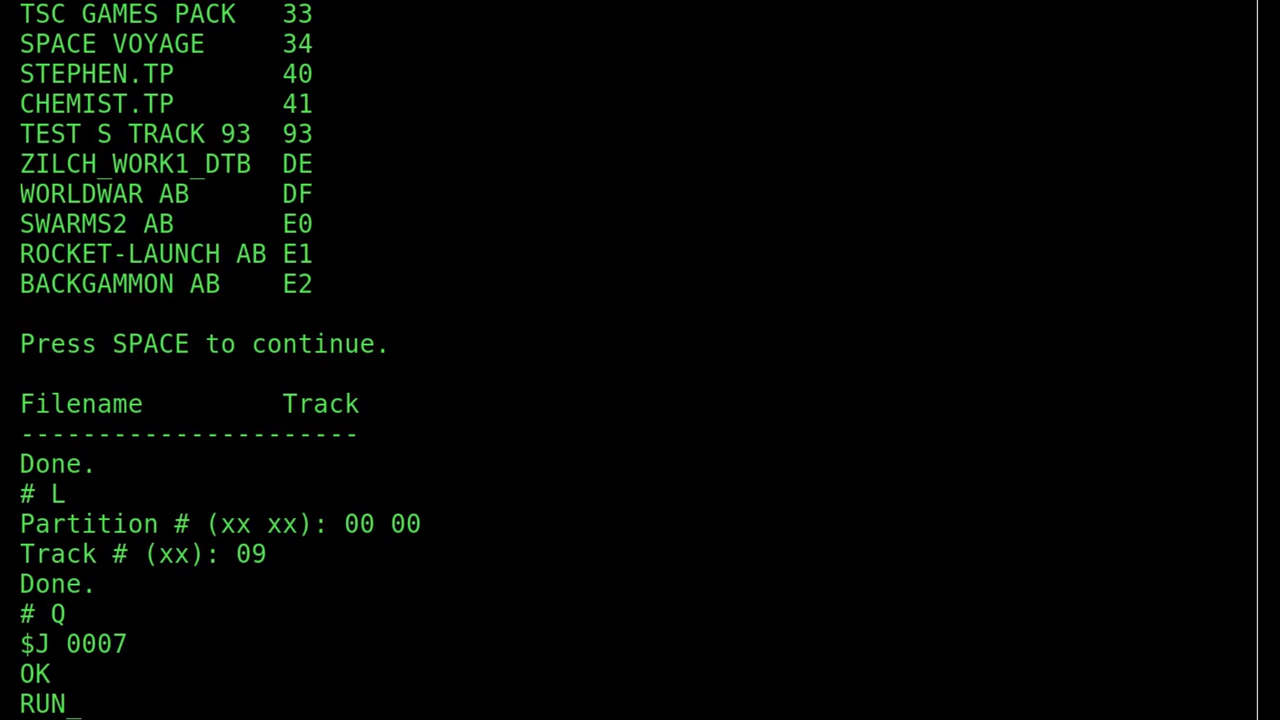 TSC GAMES PACK   33
SPACE VOYAGE     34
STEPHEN.TP       40
CHEMIST.TP       41
TEST S TRACK 93  93
ZILCH_WORK1_DTB  DE
WORLDWAR AB      DF
SWARMS2 AB       E0
ROCKET-LAUNCH AB E1
BACKGAMMON AB    E2

Press SPACE to continue.

Filename         Track
----------------------
Done.
# L
Partition # (xx xx): 00 00
Track # (xx): 09
Done.
# Q
$J 0007
OK
RUN_